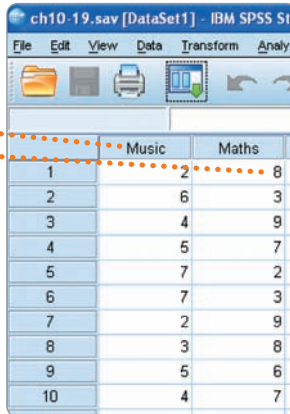 ch10-19.sav [DataSet1] - IBM SPSS St
File Edit View Data Transform Analy
Music Maths
1 2 8
2 6 3
3 4 9
4 5 7
5 7 2
6 7 3
7 2 9
8 3 8
9 5 6
10 4 7